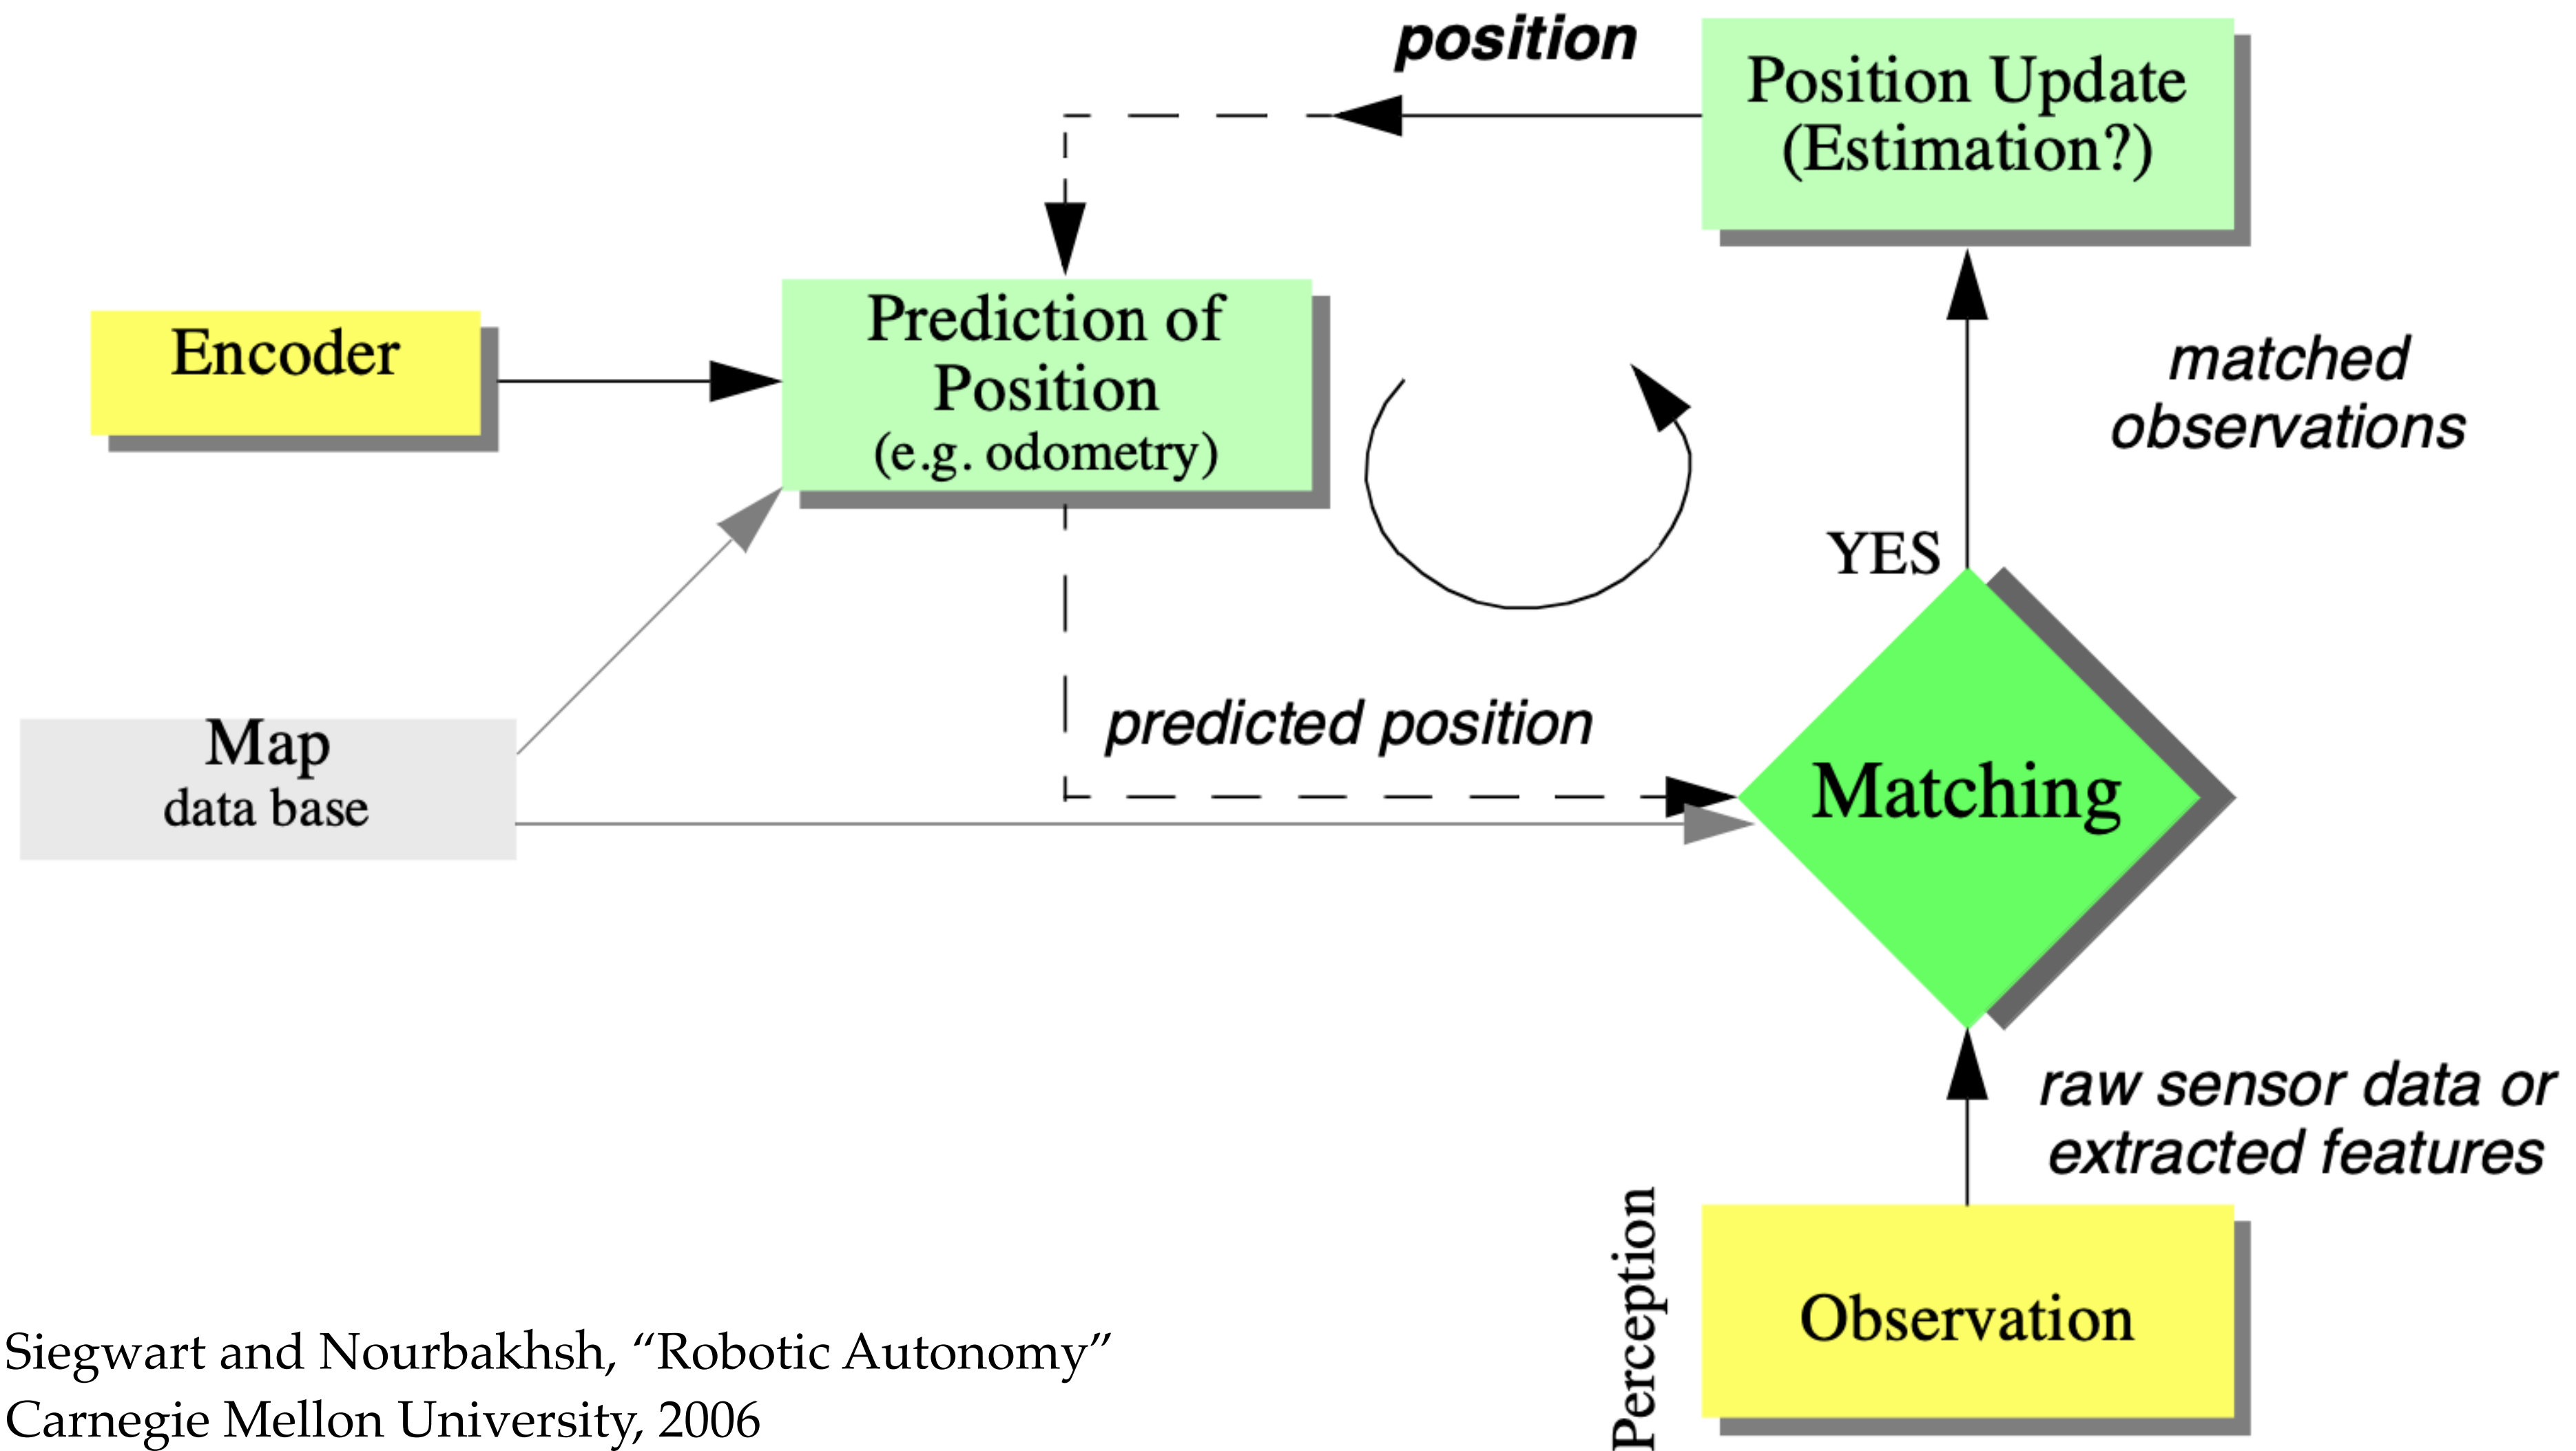 position
Position Update
(Estimation?)
Encoder
Prediction of
Position
(e.g. odometry)
matched
observations
YES
Map
data base
predicted position
Matching
raw sensor data or
extracted features
Perception
Observation
Siegwart and Nourbakhsh, “Robotic Autonomy”
Carnegie Mellon University, 2006